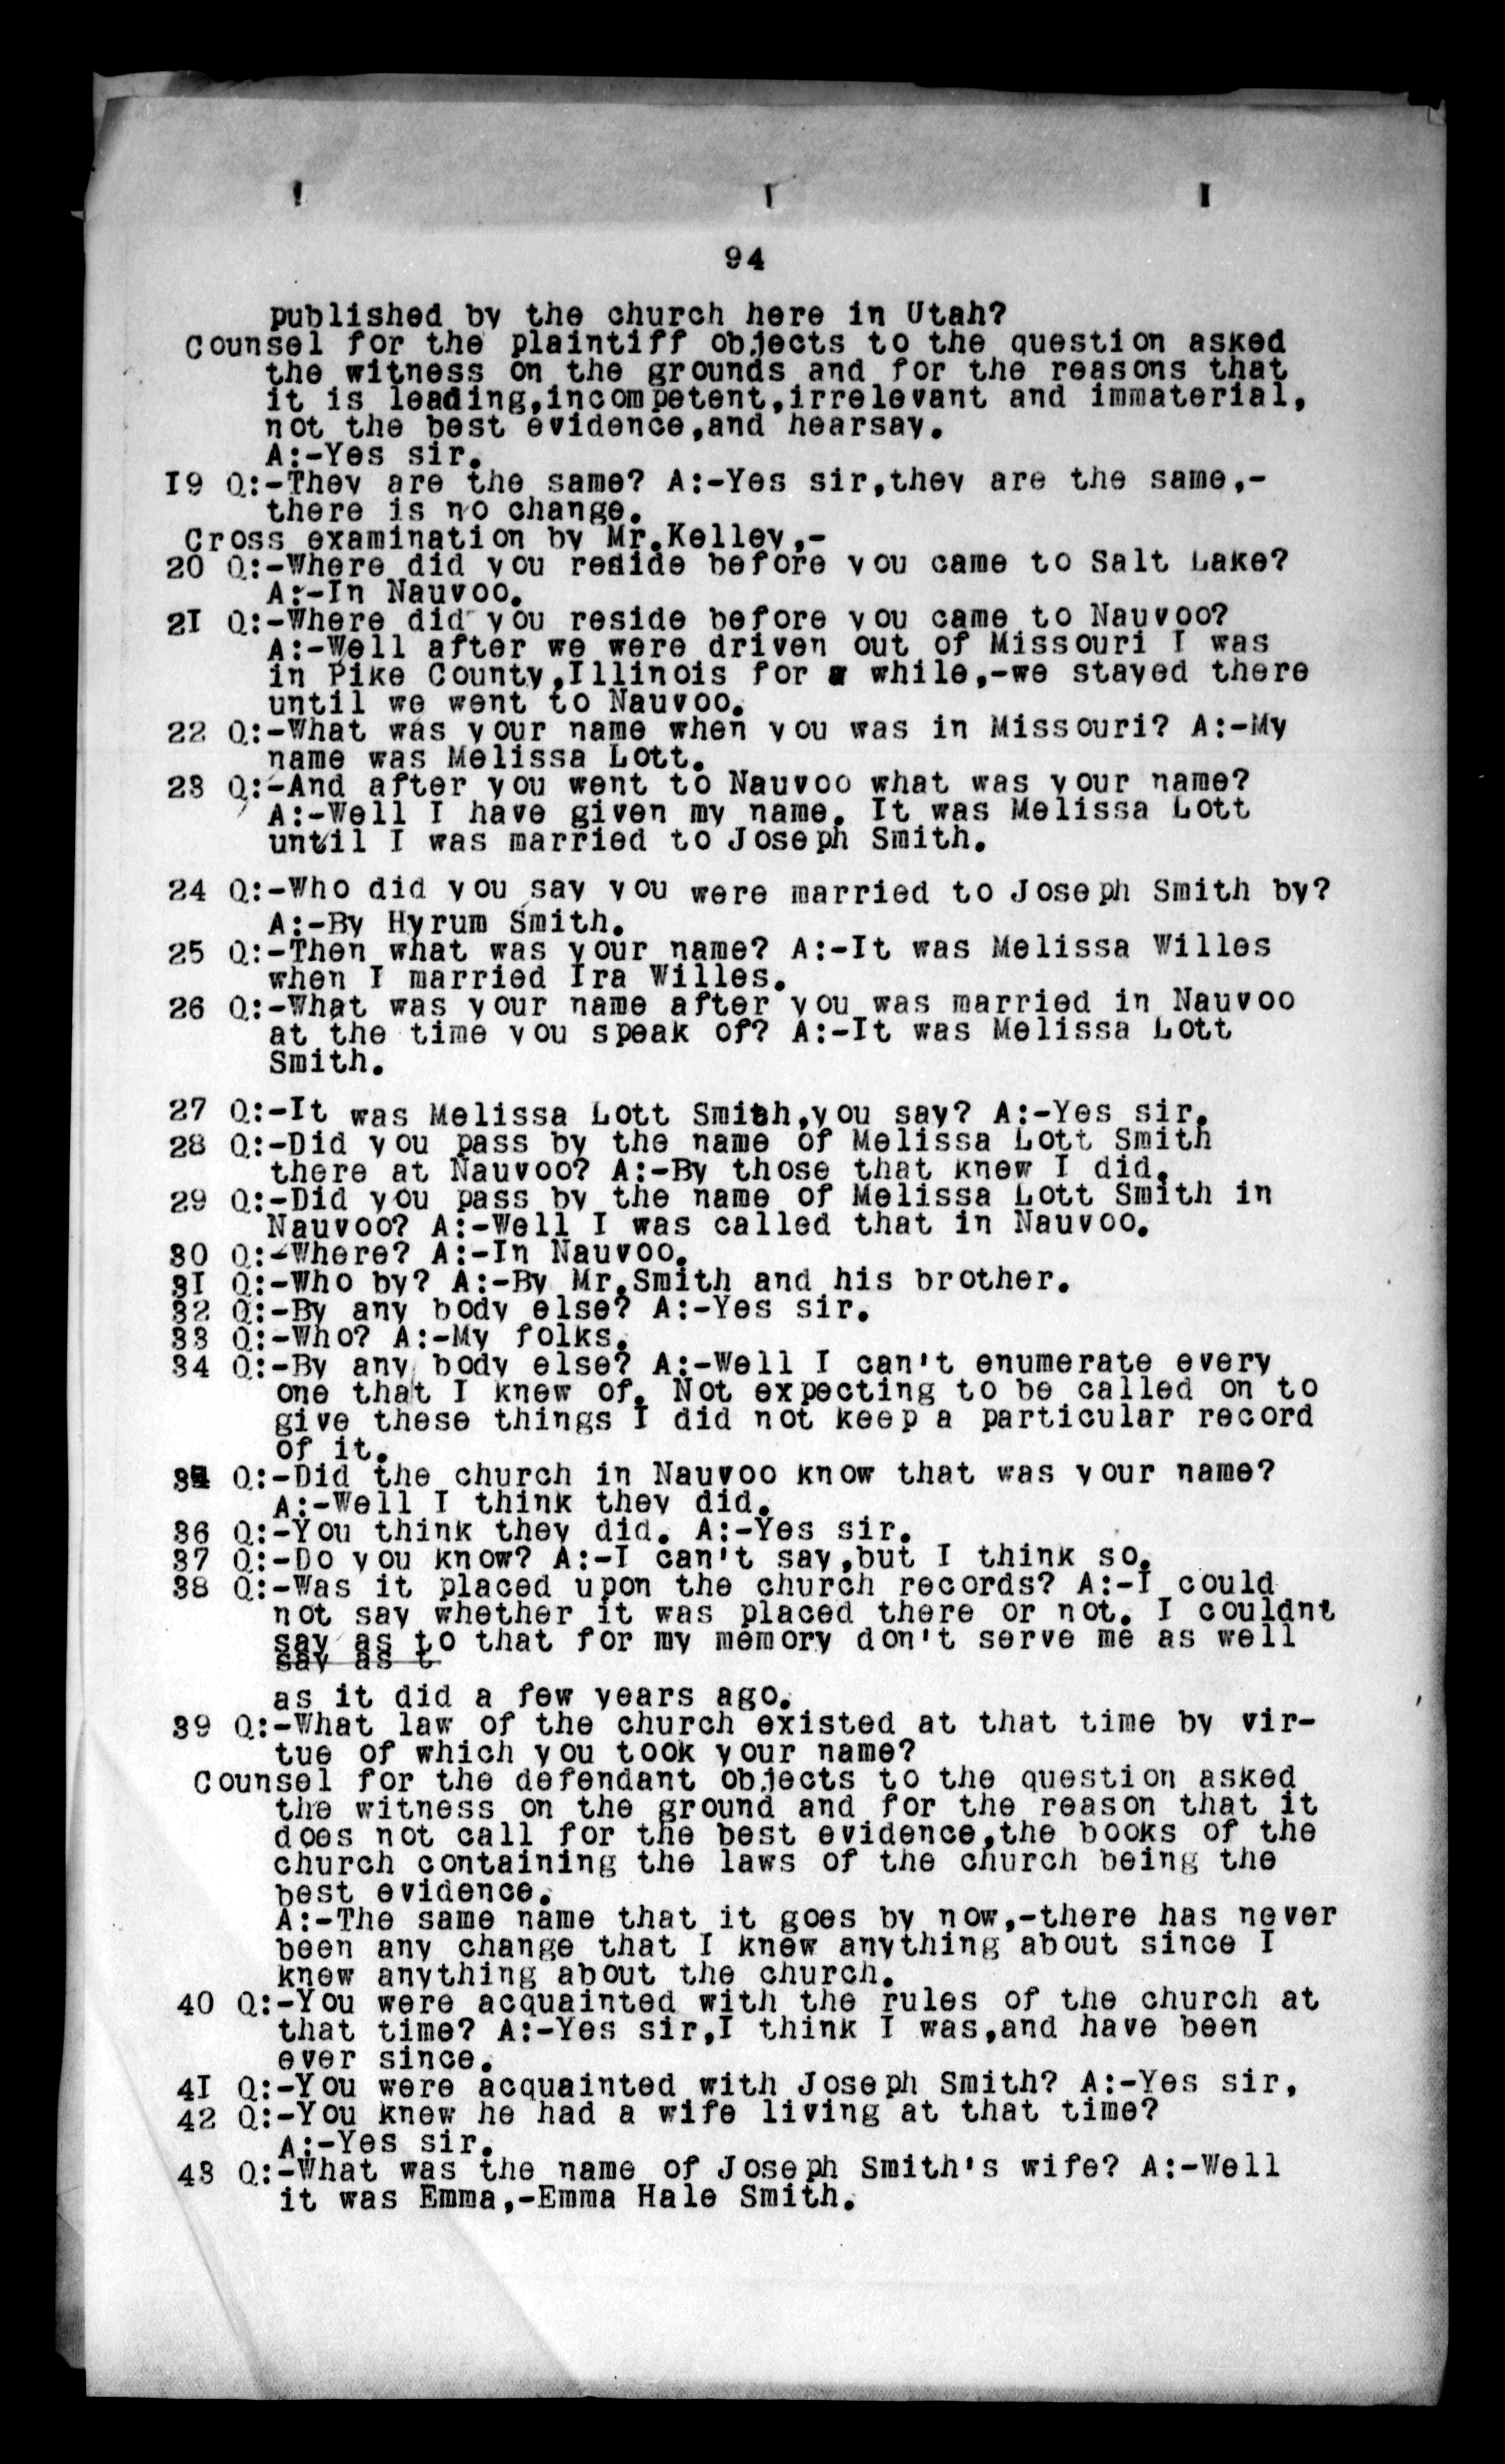 94
published by the church here in Utah?
Counsel for the plaintiff objects to the question asked
the witness on the grounds and for the reasons that
it is leading,incompetent,irrelevant and immaterial,
not the best evidence,and hearsay.
A:-Yes sir.
19 Q:-They are the same? A:-Yes sir,they are the same,-
there is no change.
Cross examination by Mr.Kelley,-
20 Q:-Where did you reside before you came to Salt Lake?
A:-In Nauvoo.
21 Q:-Where did you reside before you came to Nauvoo?
A:-Well after we were driven out of Missouri I was
in Pike County,Illinois for a while,-we stayed there
until we went to Nauvoo.
22 Q:-What was your name when you was in Missouri? A:-My
name was Melissa Lott.
23 Q:-And after you went to Nauvoo what was your name?
A:-Well I have given my name. It was Melissa Lott
until I was married to Joseph Smith.
24 Q:-Who did you say you were married to Joseph Smith by?
A:-By Hyrum Smith.
25 Q:-Then what was your name? A:-It was Melissa Willes
when I married Ira Willes.
26 Q:-What was your name after you was married in Nauvoo
at the time you speak of? A:-It was Melissa Lott
Smith.
27 Q:-It was Melissa Lott Smith,you say? A:-Yes sir.
28 Q:-Did you pass by the name of Melissa Lott Smith
there at Nauvoo? A:-By those that knew I did.
29 Q:-Did you pass by the name of Melissa Lott Smith in
Nauvoo? A:-Well I was called that in Nauvoo.
30 Q:-Where? A:-In Nauvoo.
31 Q:-Who by? A:-By Mr.Smith and his brother.
32 Q:-By any body else? A:-Yes sir.
33 Q:-Who? A:-My folks.
34 Q:-By any body else? A:-Well I can't enumerate every
one that I knew of. Not expecting to be called on to
give these things I did not keep a particular record
of it.
35 Q:-Did the church in Nauvoo know that was your name?
A:-Well I think they did.
36 Q:-You think they did. A:-Yes sir.
37 Q:-Do you know? A:-I can't say,but I think so.
38 Q:-Was it placed upon the church records? A:-I could
not say whether it was placed there or not. I couldnt
say as to that for my memory don't serve me as well
say as t
as it did a few years ago.
39 Q:-What law of the church existed at that time by vir-
tue of which you took your name?
Counsel for the defendant objects to the question asked
the witness on the ground and for the reason that it
does not call for the best evidence,the books of the
church containing the laws of the church being the
best evidence.
A:-The same name that it goes by now,-there has never
been any change that I knew anything about since I
knew anything about the church.
40 Q:-You were acquainted with the rules of the church at
that time? A:-Yes sir,I think I was,and have been
ever since.
41 Q:-You were acquainted with Joseph Smith? A:-Yes sir,
42 Q:-You knew he had a wife living at that time?
A:-Yes sir.
43 Q:-What was the name of Joseph Smith's wife? A:-Well
it was Emma,-Emma Hale Smith.